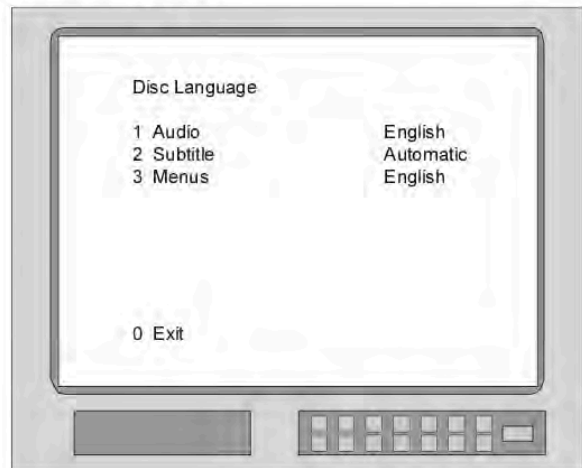 Disc Language
1 Audio English
2 Subtitle Automatic
3 Menus English
0 Exit